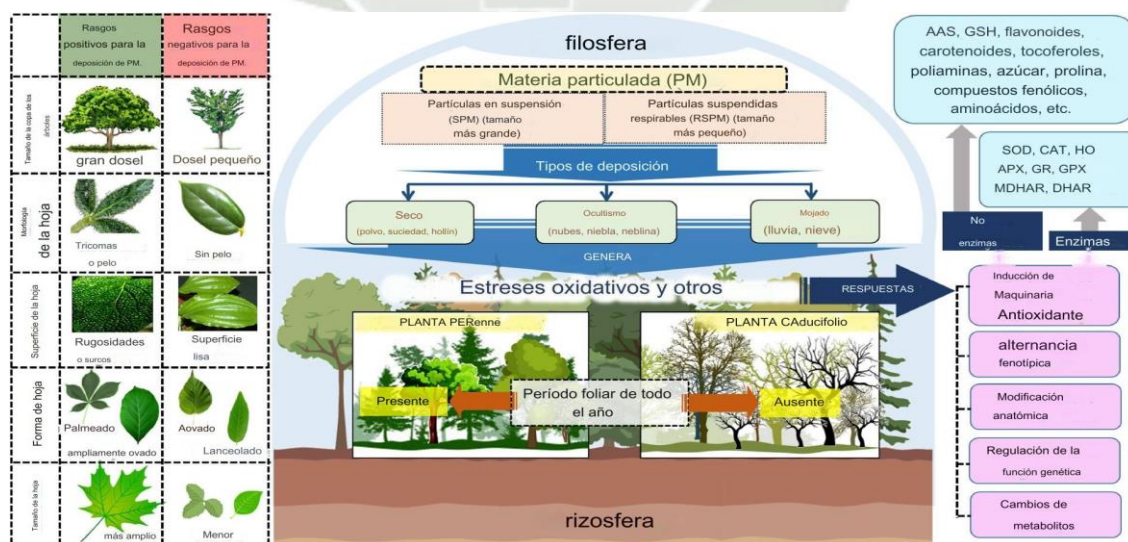 Rasgos
positivos para la
deposición de PM.
Rasgos
negativos para la
deposición de PM.
Tamaño de la copa de los
árboles
gran dosel
Dosel pequeño
Morfología
de la hoja
Tricomas
o pelo
Sin pelo
Superficie de la hoja
Rugosidades
o surcos
Superficie
lisa
Forma de hoja
Palmeado
ampliamente ovado
Aovado
Lanceolado
Tamaño de la hoja
más amplio
Menor
filosfera
Materia particulada (PM)
Partículas en suspensión
(SPM) (tamaño
más grande)
Partículas suspendidas
respirables (RSPM) (tamaño
más pequeño)
Tipos de deposición
Seco
(polvo, suciedad, hollín)
Ocultismo
(nubes, niebla, neblina)
Mojado
(lluvia, nieve)
GENERA
Estreses oxidativos y otros
RESPUESTAS
PLANTA PERenne
PLANTA CAducifolio
Presente
Período foliar de todo
el año
Ausente
rizosfera
AAS, GSH, flavonoides,
carotenoides, tocoferoles,
poliaminas, azúcar, prolina,
compuestos fenólicos,
aminoácidos, etc.
SOD, CAT, HO
APX, GR, GPX
MDHAR, DHAR
No
enzimas
Enzimas
Inducción de
Maquinaria
Antioxidante
alternancia
fenotípica
Modificación
anatómica
Regulación de la
función genética
Cambios de
metabolitos